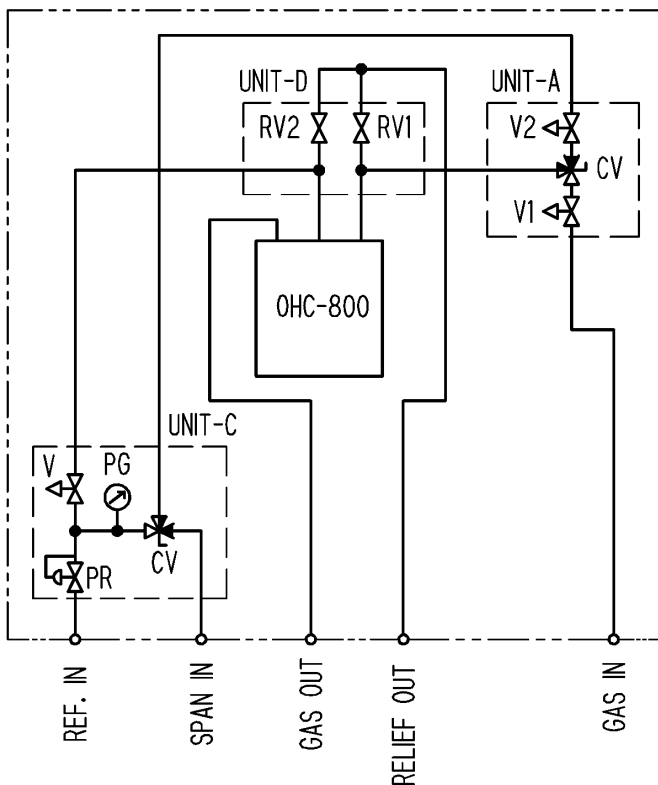 UNIT-D
UNIT-A
RV2
RV1
V2
CV
V1
OHC-800
UNIT-C
V
PG
CV
PR
REF. IN
SPAN IN
GAS OUT
RELIEF OUT
GAS IN